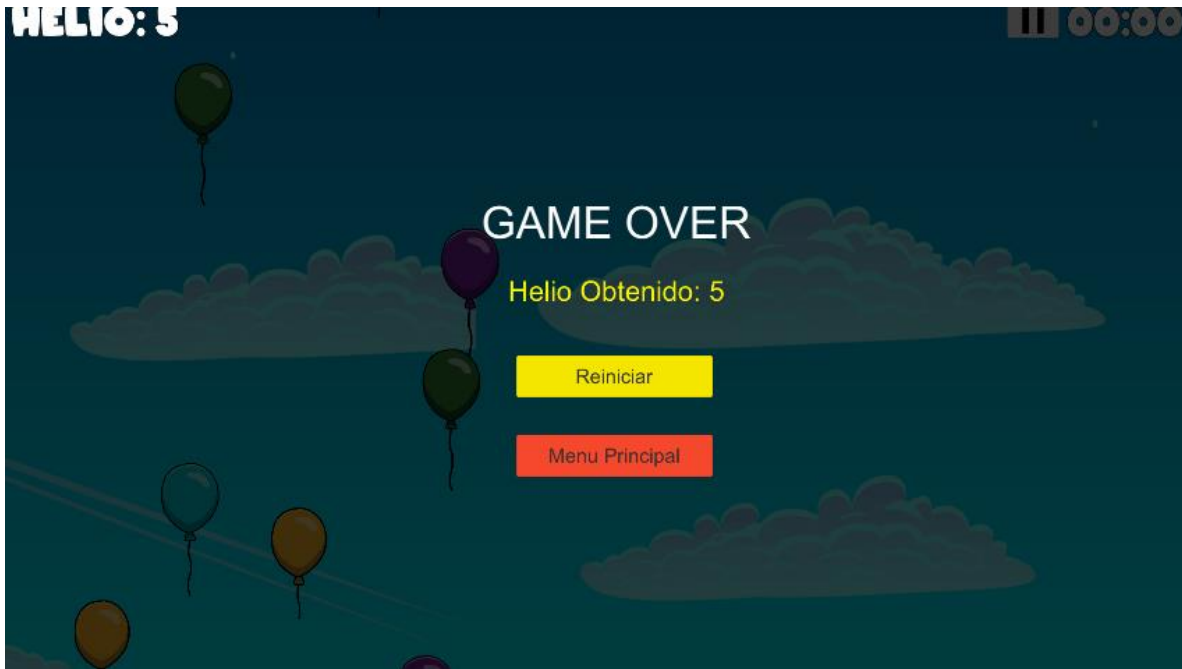 HELIO: 5
00:00
GAME OVER
Helio Obtenido: 5
Reiniciar
Menu Principal